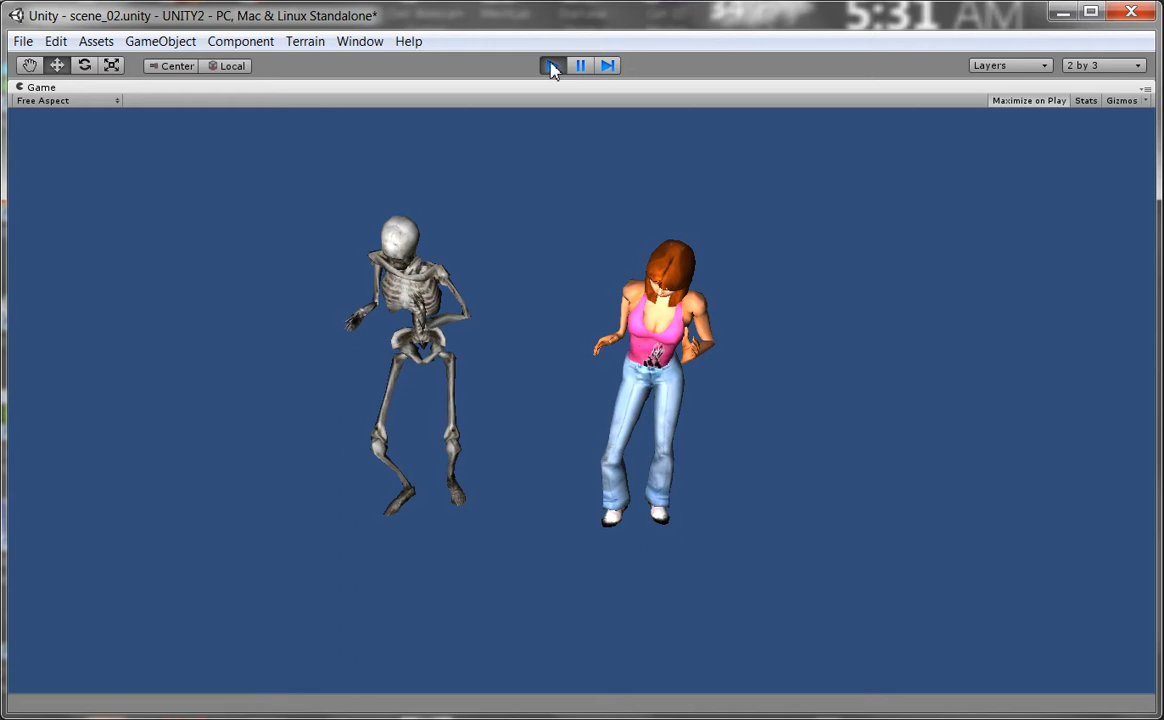 Unity - scene_02.unity - UNITY2 - PC, Mac & Linux Standalone*
5:31 AM
File Edit Assets GameObject Component Terrain Window Help
Center Local Layers 2 by 3
Game
Free Aspect Maximize on Play Stats Gizmos